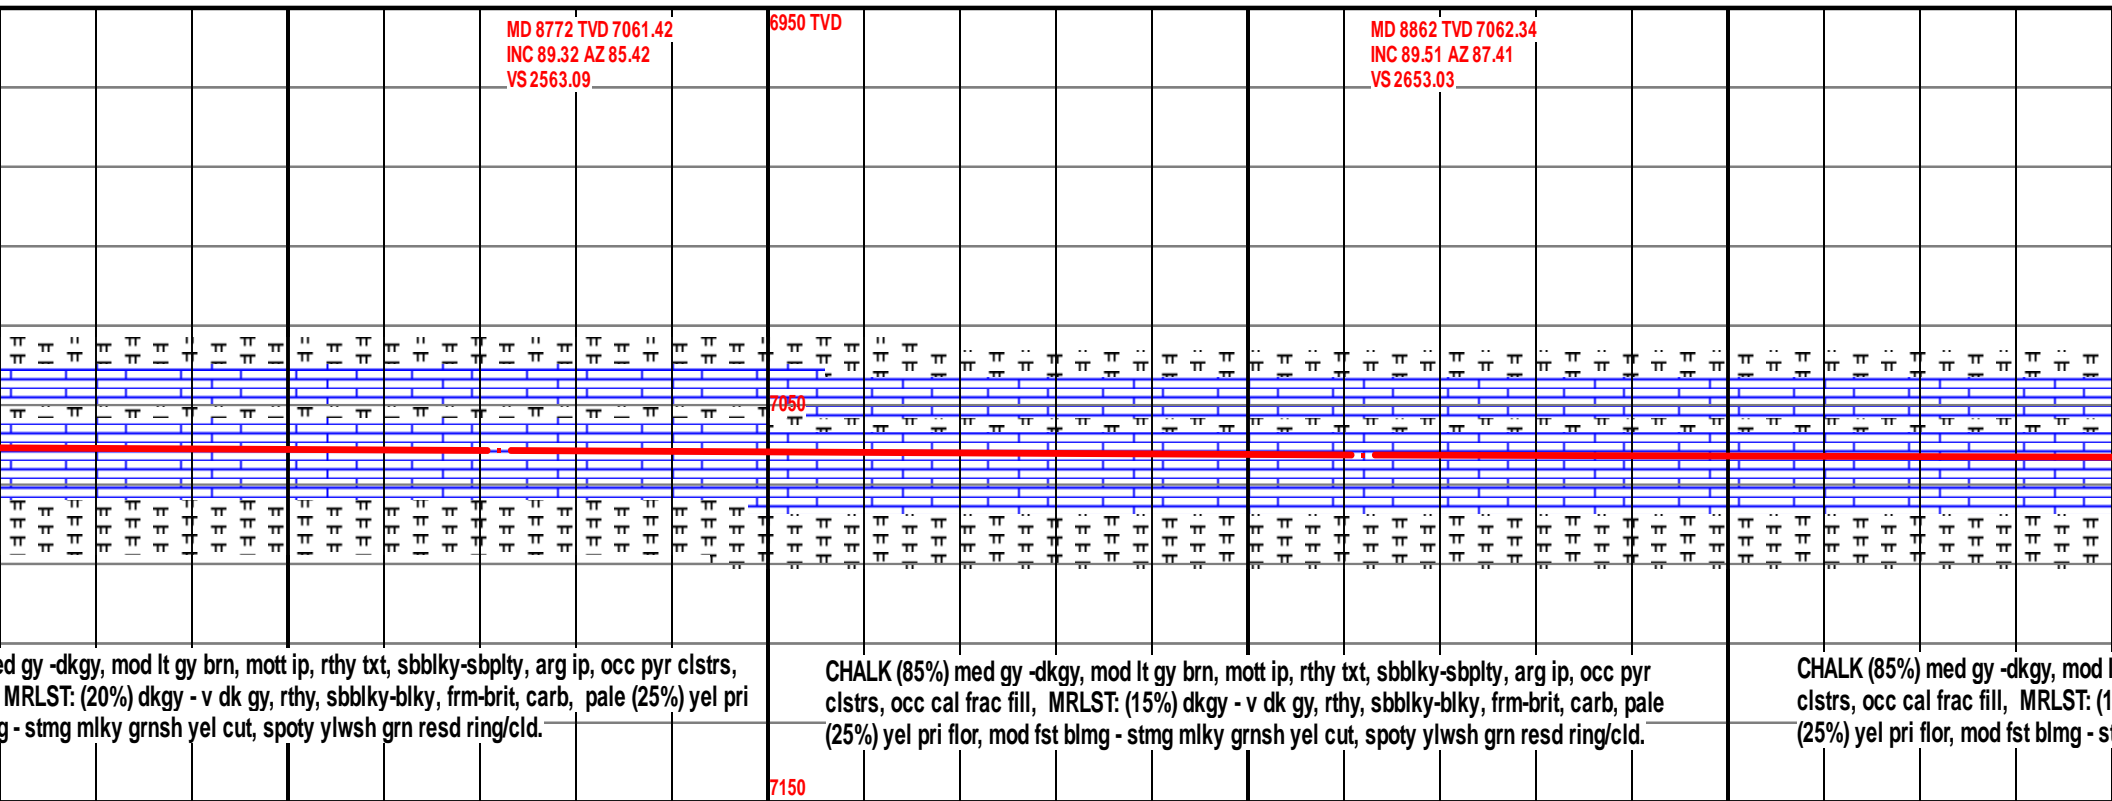 MD 8772 TVD 7061.42
INC 89.32 AZ 85.42
VS 2563.09
6950 TVD
MD 8862 TVD 7062.34
INC 89.51 AZ 87.41
VS 2653.03
7050
gy -dkgy, mod lt gy brn, mott ip, rthy txt, sbblky-sbplty, arg ip, occ pyr clstrs,
MRLST: (20%) dkgy - v dk gy, rthy, sbblky-blky, frm-brit, carb, pale (25%) yel pri
- stmg mlky grnsh yel cut, spoty ylwsh grn resd ring/cld.
CHALK (85%) med gy -dkgy, mod lt gy brn, mott ip, rthy txt, sbblky-sbplty, arg ip, occ pyr
clstrs, occ cal frac fill, MRLST: (15%) dkgy - v dk gy, rthy, sbblky-blky, frm-brit, carb, pale
(25%) yel pri flor, mod fst blmg - stmg mlky grnsh yel cut, spoty ylwsh grn resd ring/cld.
CHALK (85%) med gy -dkgy, mod
clstrs, occ cal frac fill, MRLST:
(25%) yel pri flor, mod fst blmg -
7150